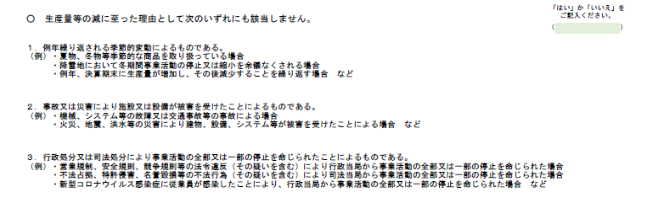 「はい」か「いいえ」を
ご記入ください。
○ 生産量等の減に至った理由として次のいずれにも該当しません。
（　　　）
１．例年繰り返される季節的変動によるものである。
（例）・夏物、冬物等季節的な商品を取り扱っている場合
・降雪地において冬期間事業活動の停止又は縮小を余儀なくされる場合
・例年、決算期末に生産量が増加し、その後減少することを繰り返す場合　など
２．事故又は災害により施設又は設備が被害を受けたことによるものである。
（例）・機械、システム等の故障又は交通事故等の事故による場合
・火災、地震、洪水等の災害により建物、設備、システム等が被害を受けたことによる場合　など
３．行政処分又は司法処分により事業活動の全部又は一部の停止を命じられたことによるものである。
（例）・営業規制、安全規則、競争規則等の法令違反（その疑いを含む）により行政当局から事業活動の全部又は一部の停止を命じられた場合
・不法占拠、特許侵害、名誉毀損等の不法行為（その疑いを含む）により司法当局から事業活動の全部又は一部の停止を命じられた場合
・新型コロナウイルス感染症に従業員が感染したことにより、行政当局から事業活動の全部又は一部の停止を命じられた場合　など